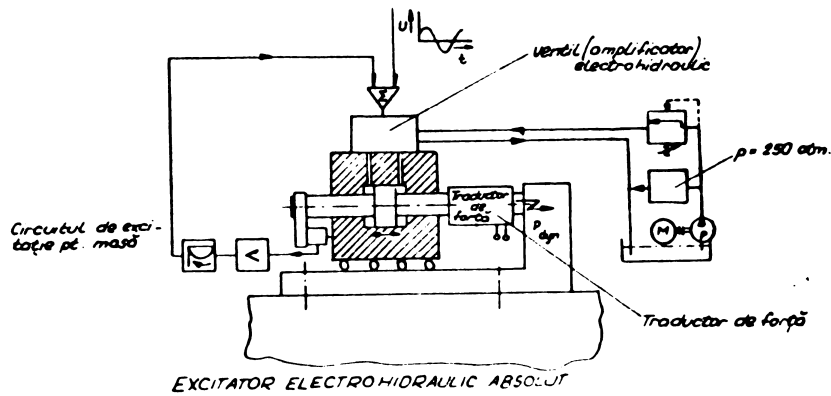 U
t
ventil (amplificator)
electrohidraulic
Σ
p = 250 atm.
Traductor
de
forță
P dyn
Circuitul de exci-
tație pt. masă
<
M
P
Traductor de forță
EXCITATOR ELECTROHIDRAULIC ABSOLUT